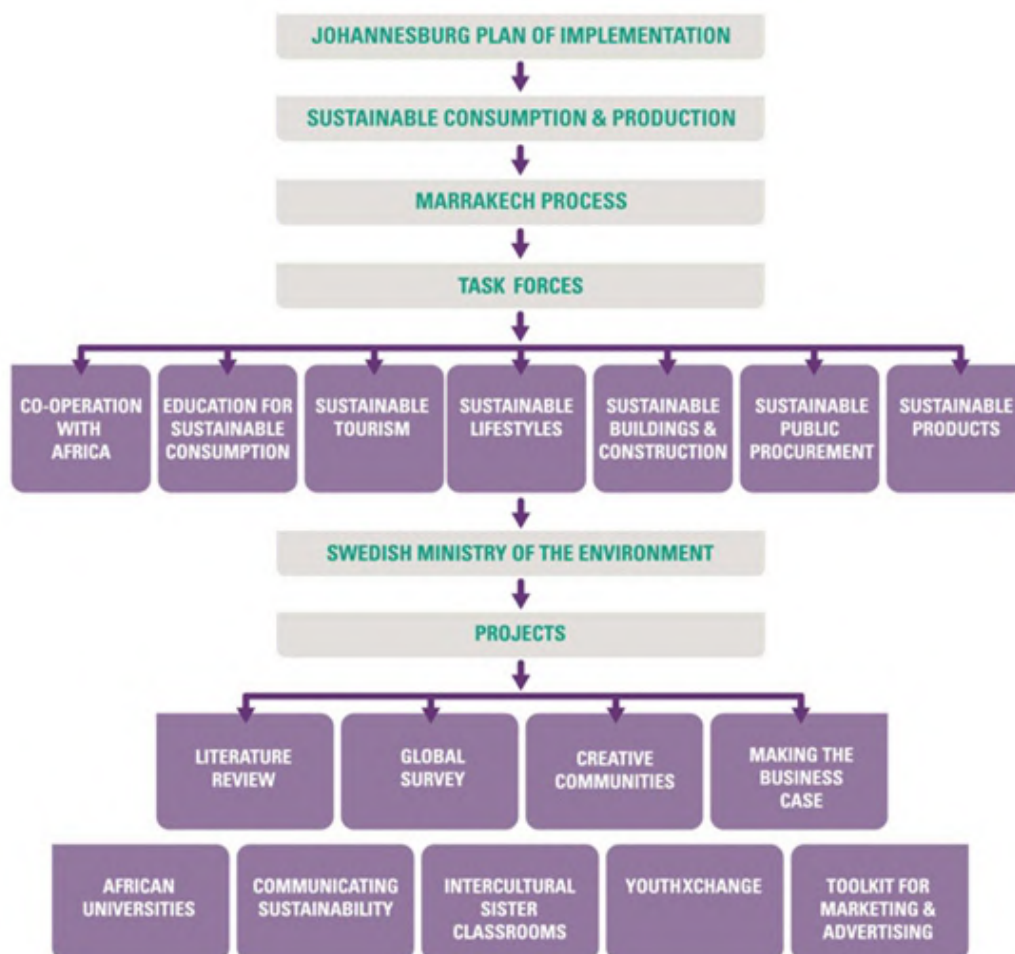 JOHANNESBURG PLAN OF IMPLEMENTATION
SUSTAINABLE CONSUMPTION & PRODUCTION
MARRAKECH PROCESS
TASK FORCES
CO-OPERATION
WITH
AFRICA
EDUCATION FOR
SUSTAINABLE
CONSUMPTION
SUSTAINABLE
TOURISM
SUSTAINABLE
LIFESTYLES
SUSTAINABLE
BUILDINGS &
CONSTRUCTION
SUSTAINABLE
PUBLIC
PROCUREMENT
SUSTAINABLE
PRODUCTS
SWEDISH MINISTRY OF THE ENVIRONMENT
PROJECTS
LITERATURE
REVIEW
GLOBAL
SURVEY
CREATIVE
COMMUNITIES
MAKING THE
BUSINESS
CASE
AFRICAN
UNIVERSITIES
COMMUNICATING
SUSTAINABILITY
INTERCULTURAL
SISTER
CLASSROOMS
YOUTHXCHANGE
TOOLKIT FOR
MARKETING &
ADVERTISING